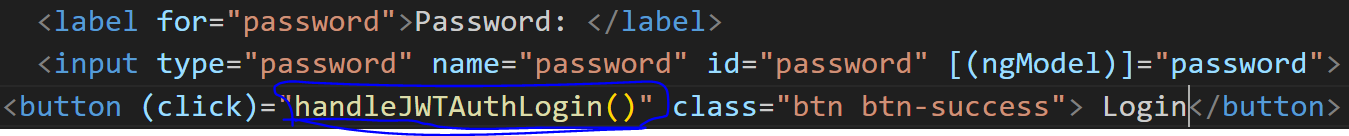 <label for="password">Password: </label>
<input type="password" name="password" id="password" [(ngModel)]="password">
<button (click)="handleJWTAuthLogin()" class="btn btn-success"> Login</button>